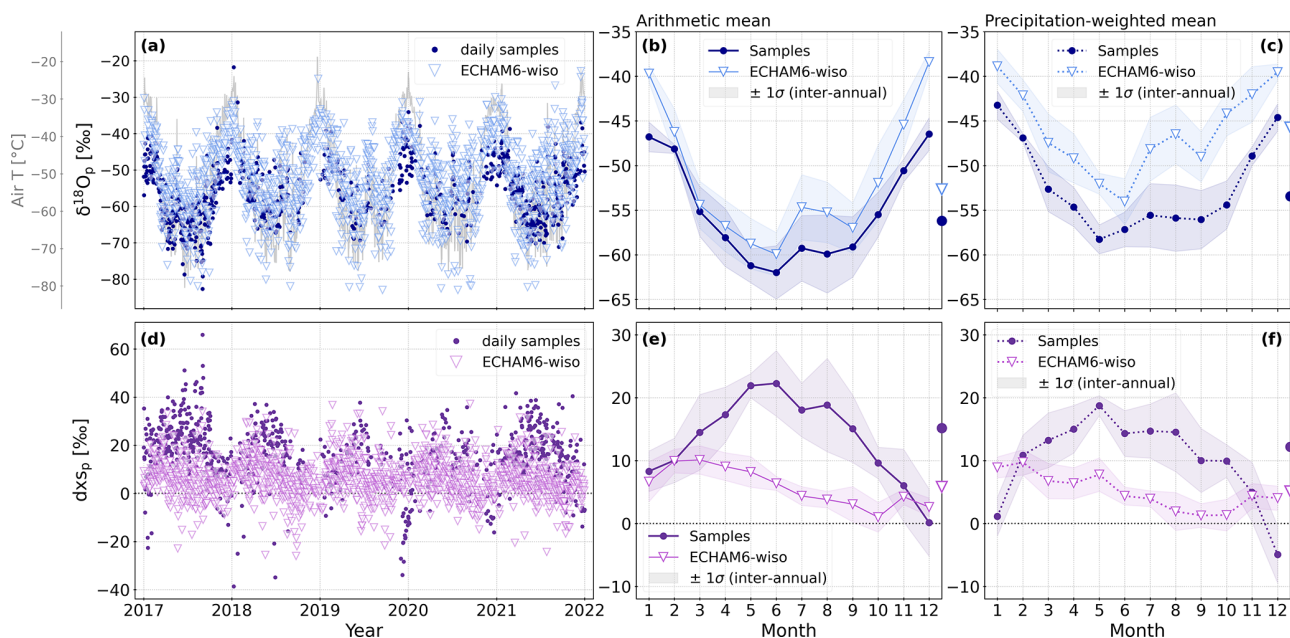 Arithmetic mean
Precipitation-weighted mean
(a)
daily samples
ECHAM6-wiso
Air T [°C]
−20
−30
−40
−50
−60
−70
−80
δ¹⁸Oₚ [‰]
−20
−30
−40
−50
−60
−70
−80
(b)
Samples
ECHAM6-wiso
± 1σ (inter-annual)
−35
−40
−45
−50
−55
−60
−65
(c)
Samples
ECHAM6-wiso
± 1σ (inter-annual)
−35
−40
−45
−50
−55
−60
−65
(d)
daily samples
ECHAM6-wiso
dxsₚ [‰]
60
40
20
0
−20
−40
2017 2018 2019 2020 2021 2022
Year
(e)
Samples
ECHAM6-wiso
± 1σ (inter-annual)
30
20
10
0
−10
1 2 3 4 5 6 7 8 9 10 11 12
Month
(f)
Samples
ECHAM6-wiso
± 1σ (inter-annual)
30
20
10
0
−10
1 2 3 4 5 6 7 8 9 10 11 12
Month